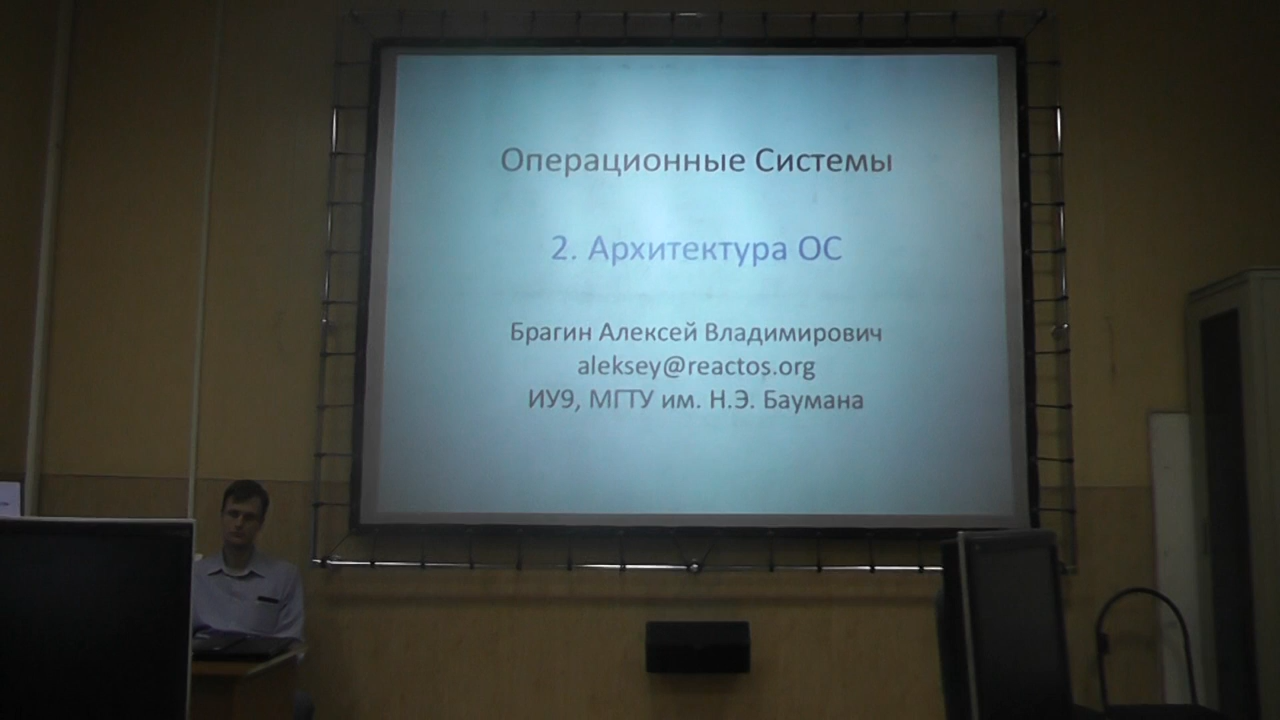 Операционные Системы
2. Архитектура ОС
Брагин Алексей Владимирович
aleksey@reactos.org
ИУ9, МГТУ им. Н.Э. Баумана